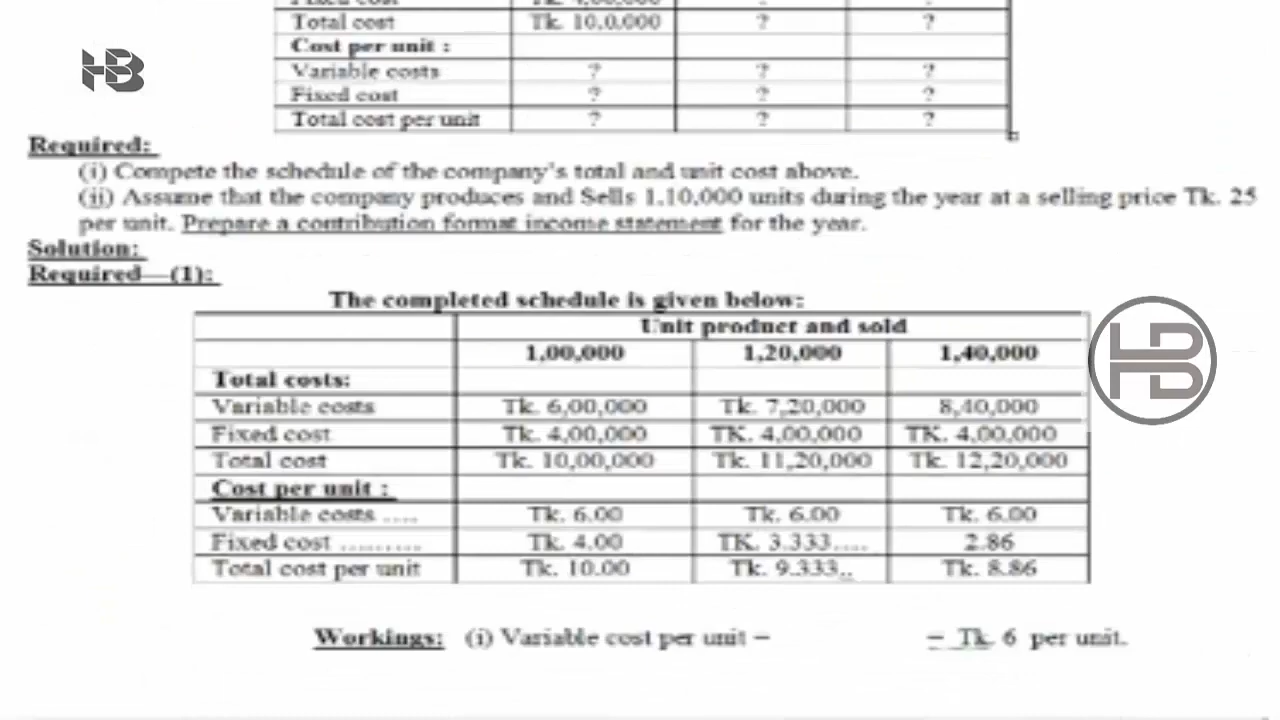 HB
Fixed cost Tk. 4,00,000 ? ?
Total cost Tk. 10,0,000 ? ?
Cost per unit :
Variable costs ? ? ?
Fixed cost ? ? ?
Total cost per unit ? ? ?
Required:
(i) Compete the schedule of the company's total and unit cost above.
(ii) Assume that the company produces and Sells 1,10,000 units during the year at a selling price Tk. 25
per unit. Prepare a contribution format income statement for the year.
Solution:
Required—(1):
The completed schedule is given below:
Unit product and sold
1,00,000 1,20,000 1,40,000
Total costs:
Variable costs Tk. 6,00,000 Tk. 7,20,000 8,40,000
Fixed cost Tk. 4,00,000 TK. 4,00,000 TK. 4,00,000
Total cost Tk. 10,00,000 Tk. 11,20,000 Tk. 12,20,000
Cost per unit :
Variable costs ..... Tk. 6.00 Tk. 6.00 Tk. 6.00
Fixed cost .......... Tk. 4.00 TK. 3.333..... 2.86
Total cost per unit Tk. 10.00 Tk. 9.333.. Tk. 8.86
Workings: (i) Variable cost per unit = = Tk. 6 per unit.